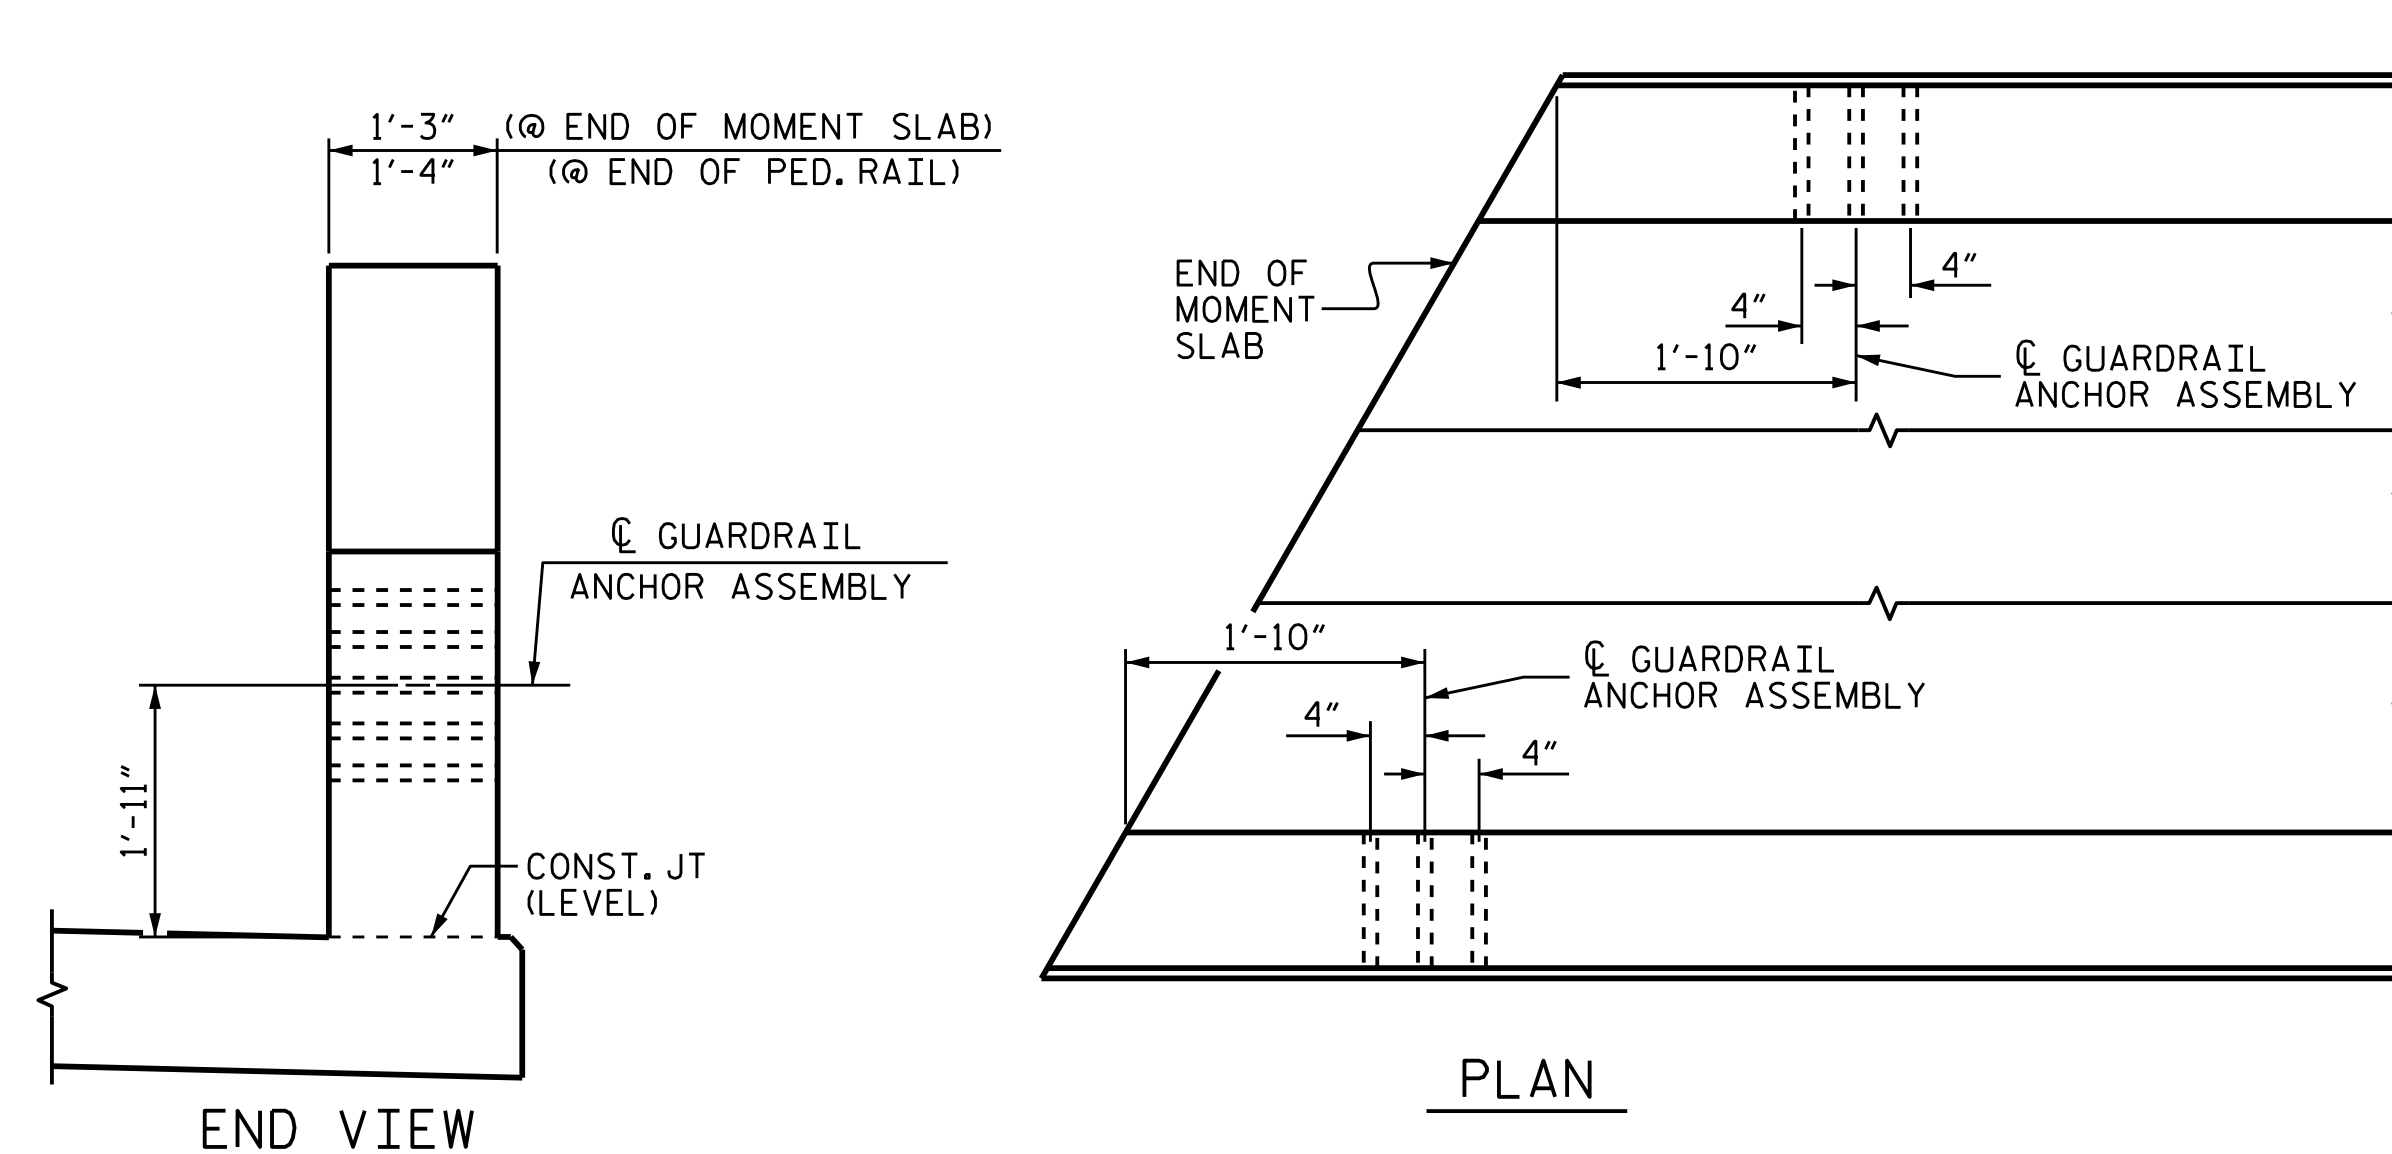 1'-3" (@ END OF MOMENT SLAB)
1'-4" (@ END OF PED. RAIL)
℄ GUARDRAIL
ANCHOR ASSEMBLY
1'-11"
CONST. JT
(LEVEL)
END VIEW
END OF
MOMENT
SLAB
4"
4"
1'-10"
℄ GUARDRAIL
ANCHOR ASSEMBLY
1'-10"
℄ GUARDRAIL
ANCHOR ASSEMBLY
4"
4"
PLAN